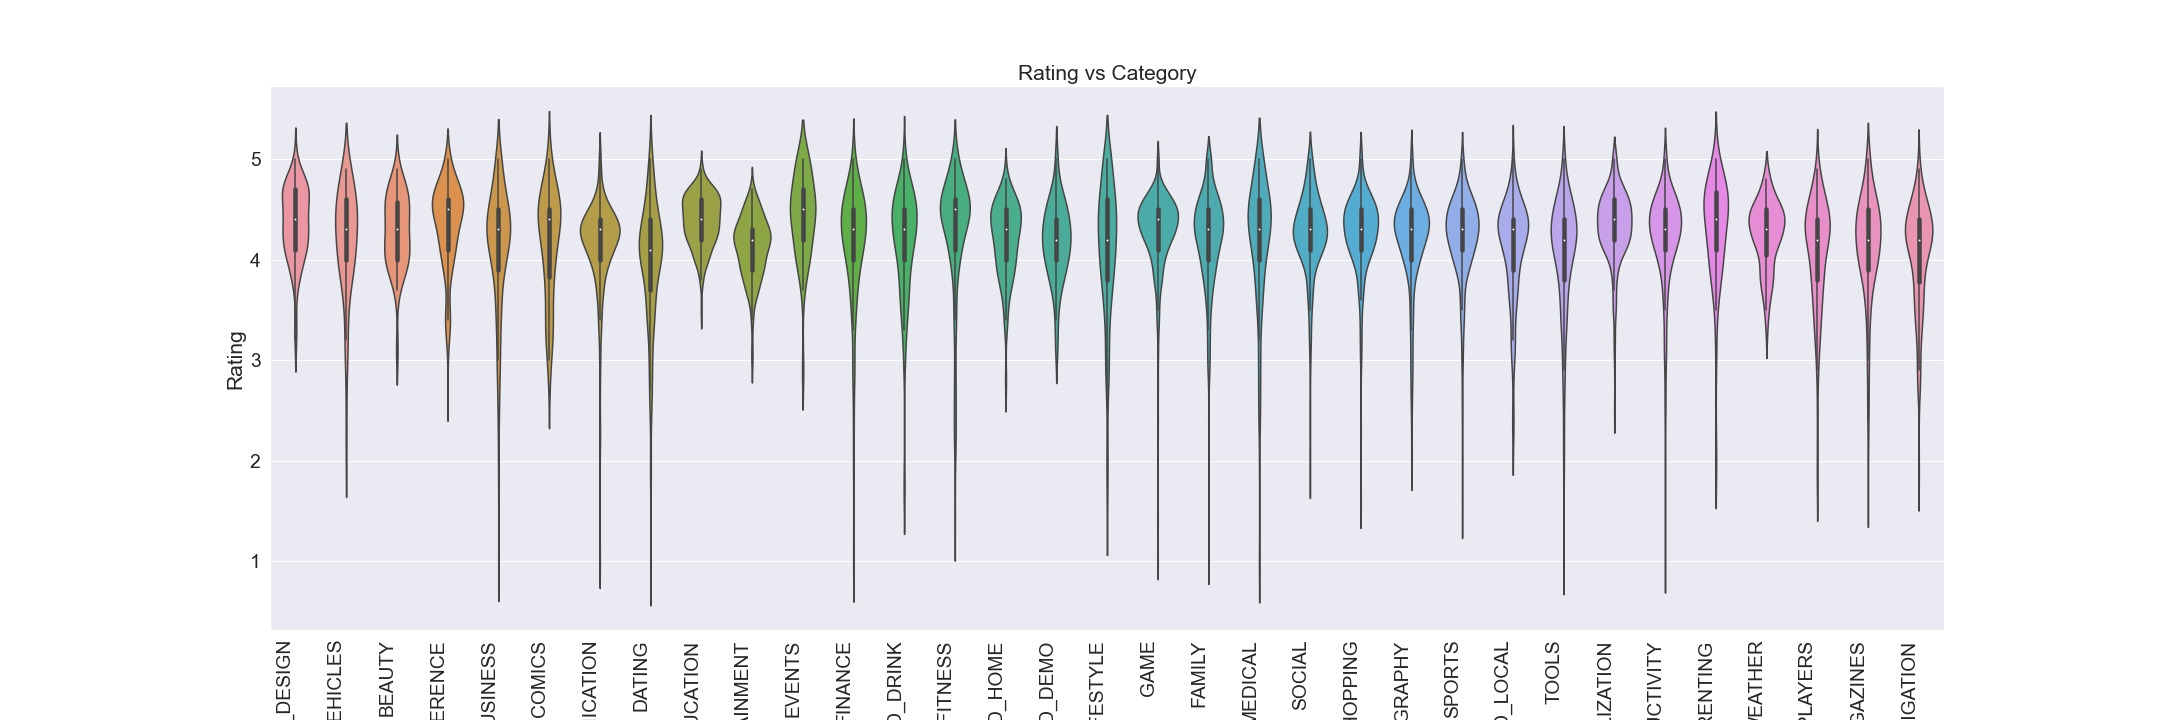 Rating vs Category
Rating
5
4
3
2
1
_DESIGN
EHICLES
BEAUTY
ERENCE
USINESS
COMICS
NICATION
DATING
UCATION
AINMENT
EVENTS
FINANCE
D_DRINK
FITNESS
D_HOME
O_DEMO
FESTYLE
GAME
FAMILY
MEDICAL
SOCIAL
HOPPING
GRAPHY
SPORTS
D_LOCAL
TOOLS
LIZATION
UCTIVITY
RENTING
WEATHER
PLAYERS
GAZINES
IGATION